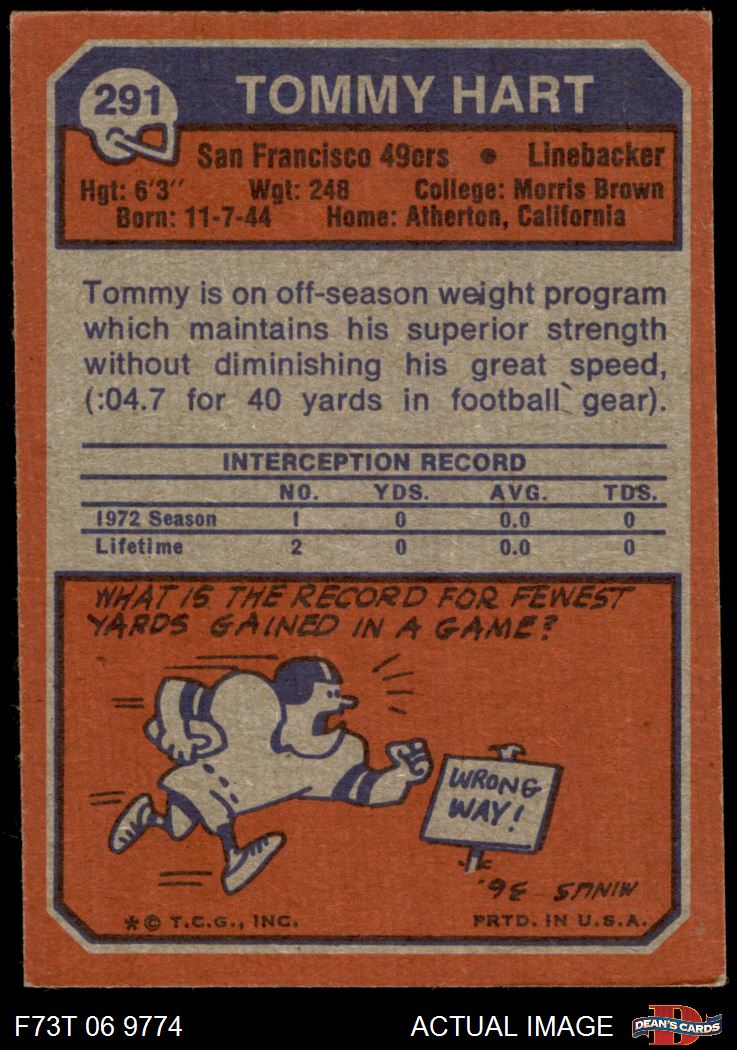 291
TOMMY HART
San Francisco 49ers • Linebacker
Hgt: 6'3" Wgt: 248 College: Morris Brown
Born: 11-7-44 Home: Atherton, California
Tommy is on off-season weight program
which maintains his superior strength
without diminishing his great speed,
(:04.7 for 40 yards in football gear).
INTERCEPTION RECORD
NO. YDS. AVG. TDS.
1972 Season 1 0 0.0 0
Lifetime 2 0 0.0 0
WHAT IS THE RECORD FOR FEWEST
YARDS GAINED IN A GAME?
WRONG
WAY!
MINUS 36.
* © T.C.G., INC. PRTD. IN U.S.A.
F73T 06 9774 ACTUAL IMAGE DEAN'S CARDS